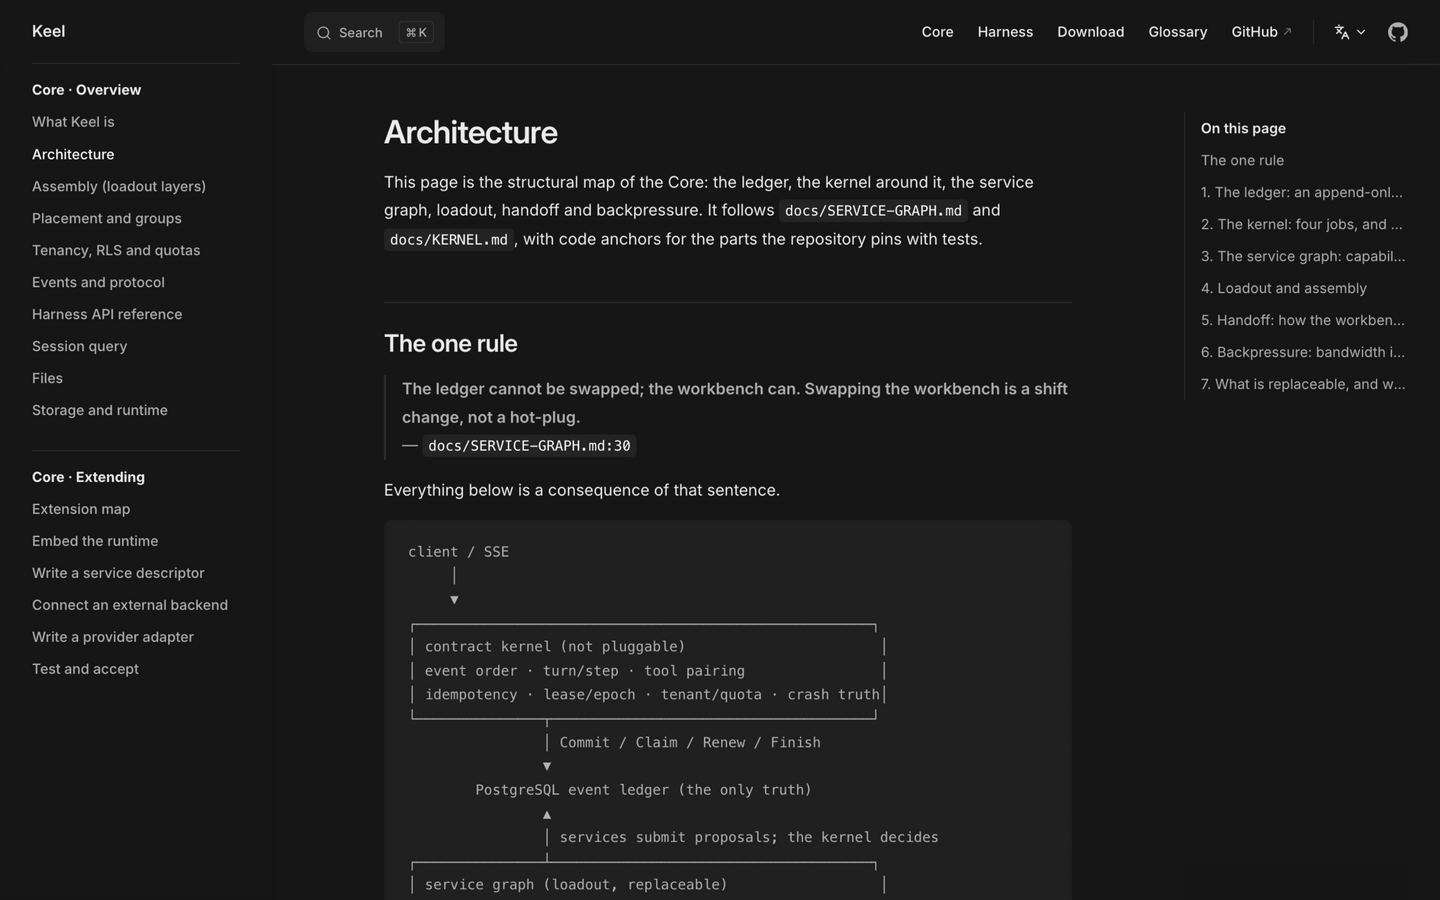 Keel
Search ⌘K
Core
Harness
Download
Glossary
GitHub
Core · Overview
What Keel is
Architecture
Assembly (loadout layers)
Placement and groups
Tenancy, RLS and quotas
Events and protocol
Harness API reference
Session query
Files
Storage and runtime
Core · Extending
Extension map
Embed the runtime
Write a service descriptor
Connect an external backend
Write a provider adapter
Test and accept
Architecture
This page is the structural map of the Core: the ledger, the kernel around it, the service
graph, loadout, handoff and backpressure. It follows docs/SERVICE-GRAPH.md and
docs/KERNEL.md, with code anchors for the parts the repository pins with tests.
The one rule
The ledger cannot be swapped; the workbench can. Swapping the workbench is a shift
change, not a hot-plug.
— docs/SERVICE-GRAPH.md:30
Everything below is a consequence of that sentence.
client / SSE
contract kernel (not pluggable)
event order · turn/step · tool pairing
idempotency · lease/epoch · tenant/quota · crash truth
Commit / Claim / Renew / Finish
PostgreSQL event ledger (the only truth)
services submit proposals; the kernel decides
service graph (loadout, replaceable)
On this page
The one rule
1. The ledger: an append-onl...
2. The kernel: four jobs, and ...
3. The service graph: capabil...
4. Loadout and assembly
5. Handoff: how the workben...
6. Backpressure: bandwidth i...
7. What is replaceable, and w...